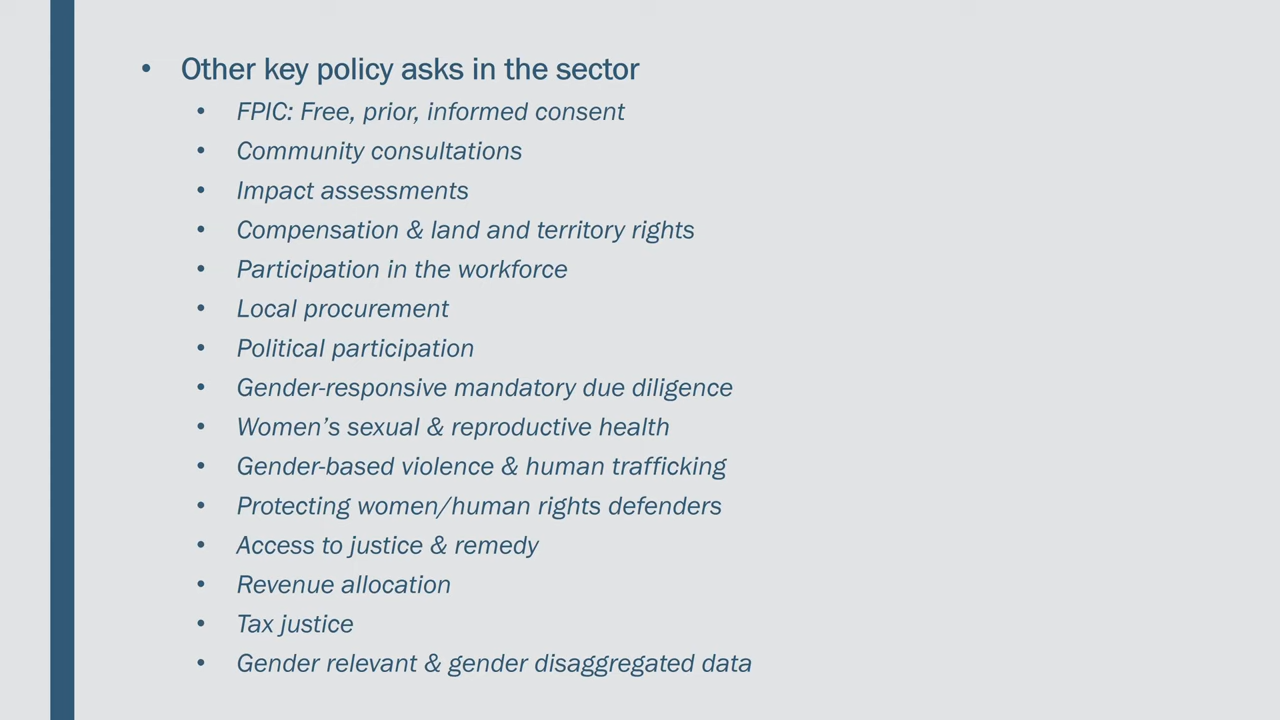 • Other key policy asks in the sector
• FPIC: Free, prior, informed consent
• Community consultations
• Impact assessments
• Compensation & land and territory rights
• Participation in the workforce
• Local procurement
• Political participation
• Gender-responsive mandatory due diligence
• Women’s sexual & reproductive health
• Gender-based violence & human trafficking
• Protecting women/human rights defenders
• Access to justice & remedy
• Revenue allocation
• Tax justice
• Gender relevant & gender disaggregated data